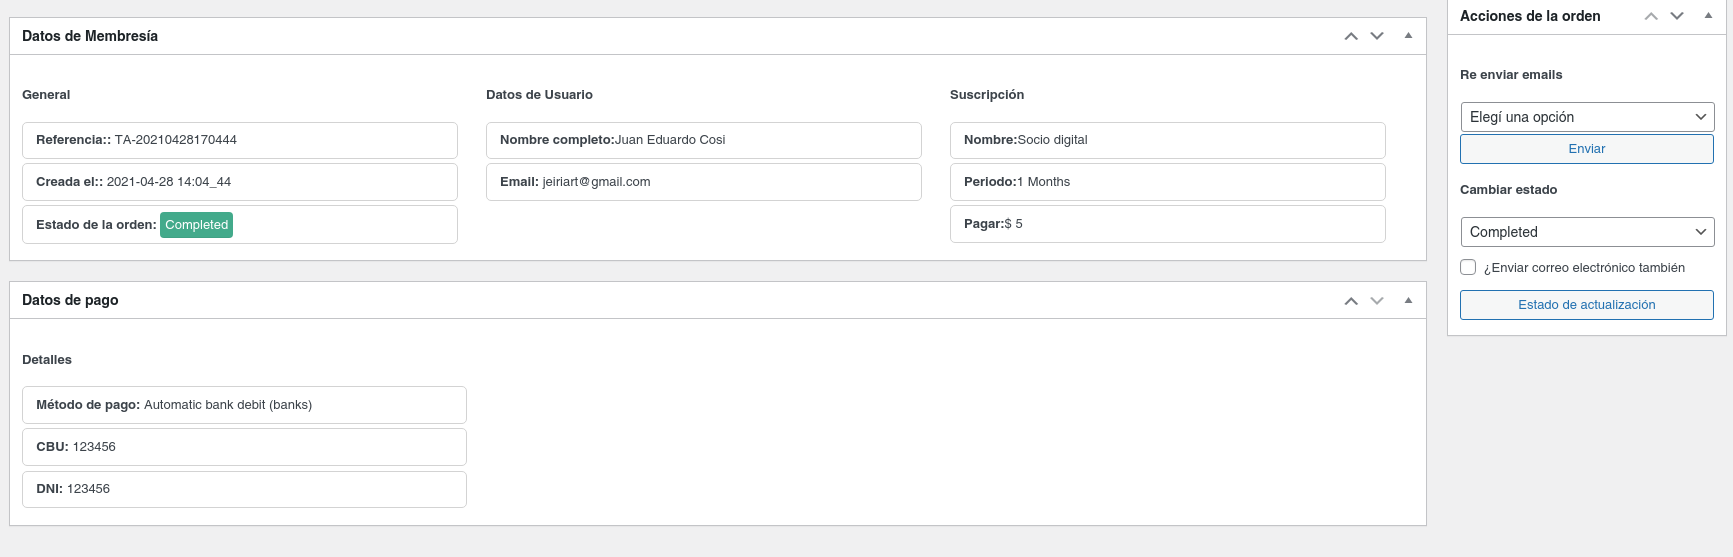 Datos de Membresía
General
Referencia:: TA-20210428170444
Creada el:: 2021-04-28 14:04_44
Estado de la orden: Completed
Datos de Usuario
Nombre completo:Juan Eduardo Cosi
Email: jeiriart@gmail.com
Suscripción
Nombre:Socio digital
Periodo:1 Months
Pagar:$ 5
Datos de pago
Detalles
Método de pago: Automatic bank debit (banks)
CBU: 123456
DNI: 123456
Acciones de la orden
Re enviar emails
Elegí una opción
Enviar
Cambiar estado
Completed
¿Enviar correo electrónico también
Estado de actualización